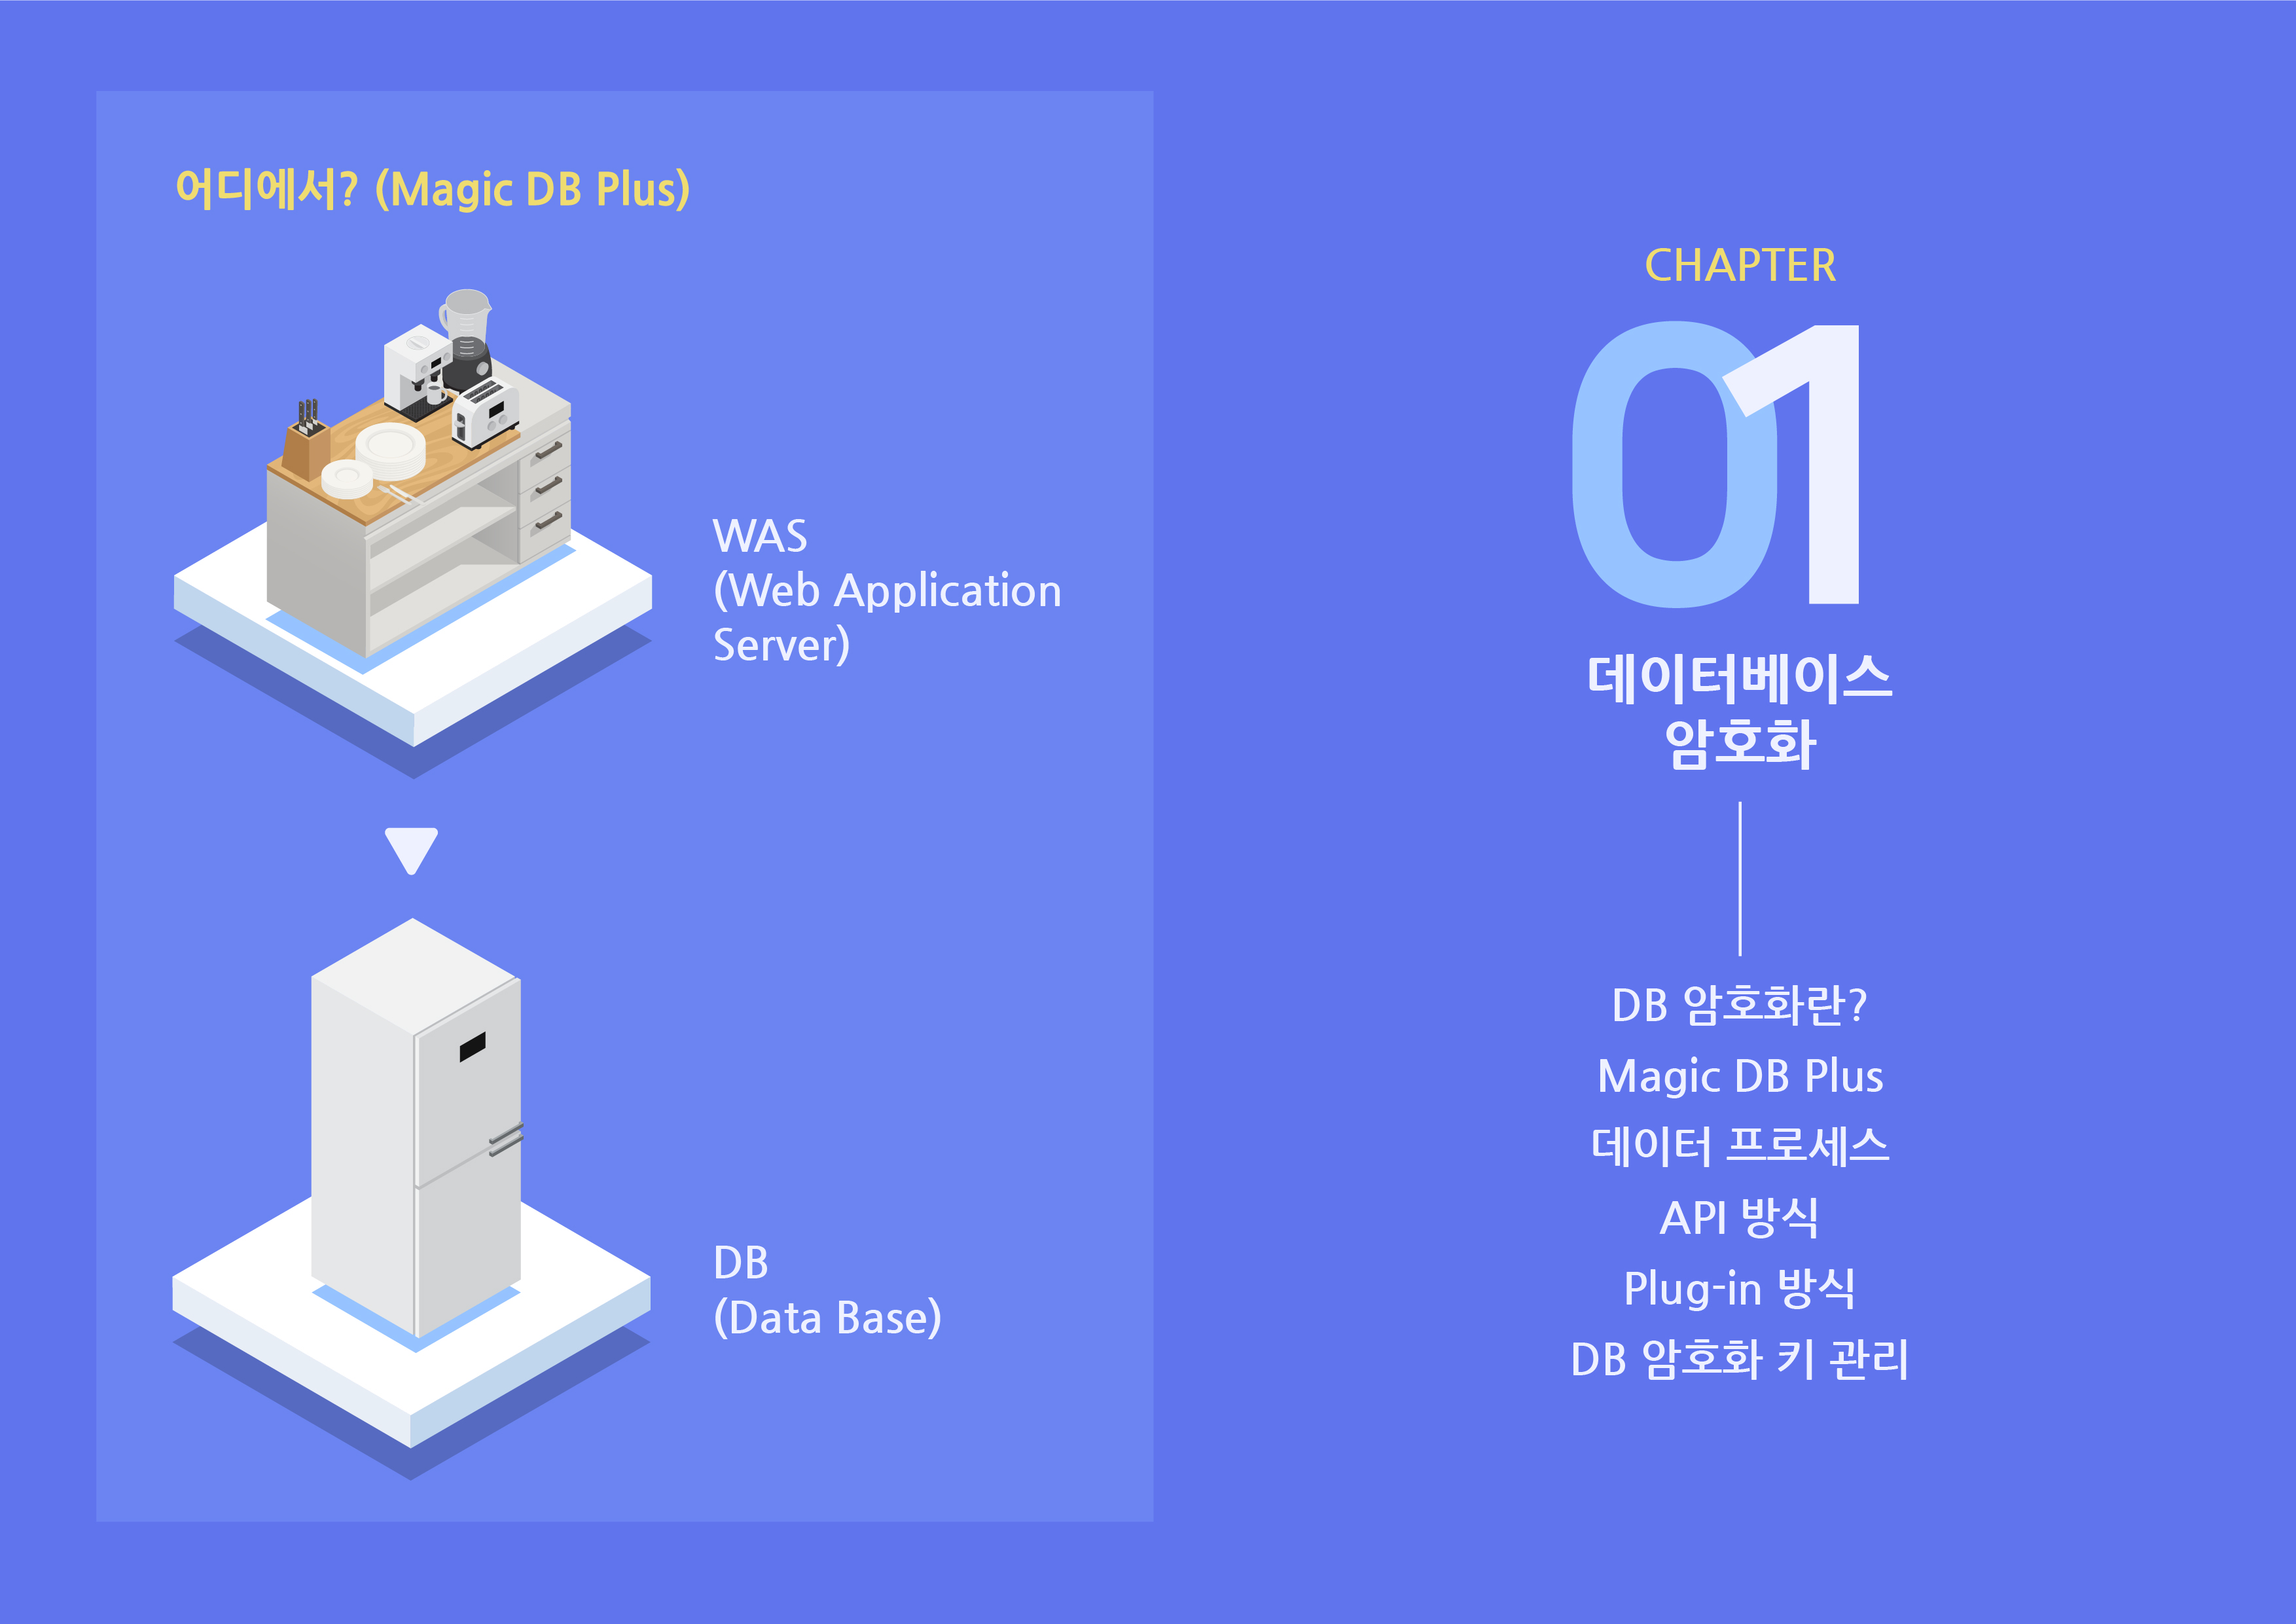 어디에서? (Magic DB Plus)
WAS
(Web Application
Server)
DB
(Data Base)
CHAPTER
01
데이터베이스
암호화
DB 암호화란?
Magic DB Plus
데이터 프로세스
API 방식
Plug-in 방식
DB 암호화 키 관리